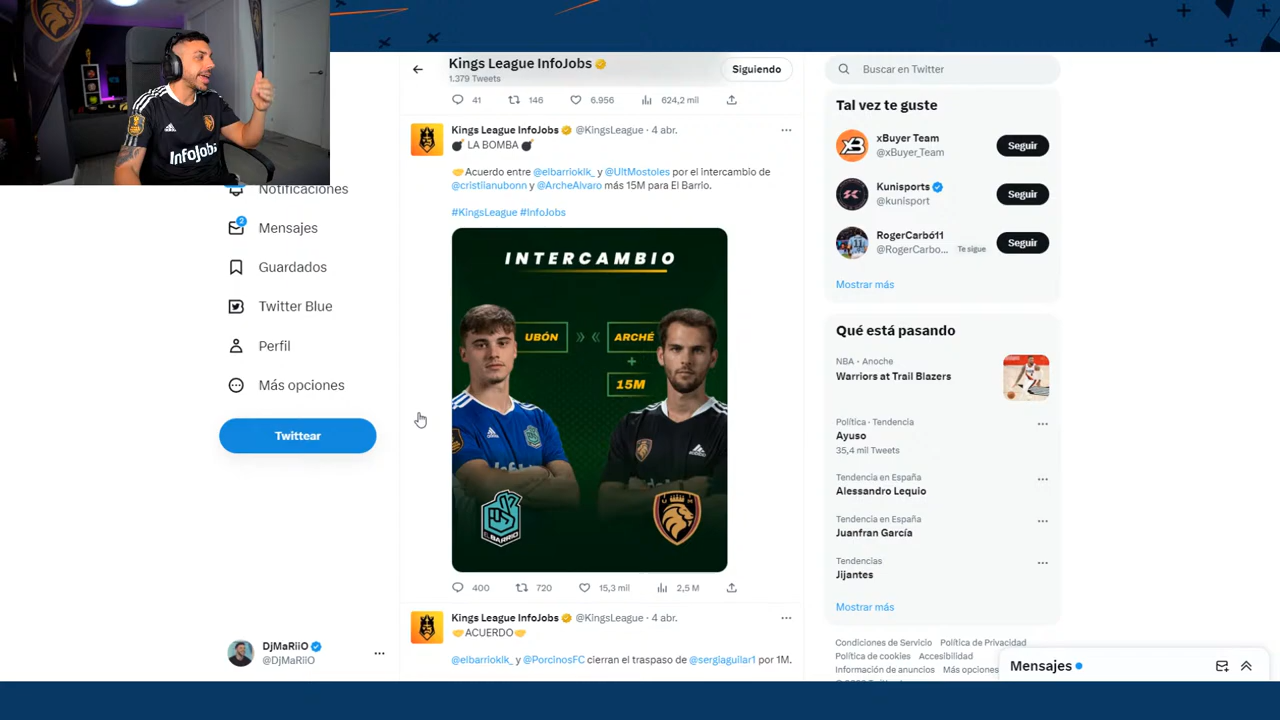 InfoJobs
Kings League InfoJobs
1.379 Tweets
Siguiendo
Buscar en Twitter
41
146
6.956
624,2 mil
Notificaciones
2
Mensajes
Guardados
Twitter Blue
Perfil
Más opciones
Twittear
DjMaRiiO
@DjMaRiiO
Kings League InfoJobs @KingsLeague · 4 abr.
💣 LA BOMBA 💣
🤝Acuerdo entre @elbarrioklk_ y @UltMostoles por el intercambio de
@cristiianubonn y @ArcheAlvaro más 15M para El Barrio.
#KingsLeague #InfoJobs
INTERCAMBIO
UBÓN
ARCHÉ
+
15M
EL BARRIO
400
720
15,3 mil
2,5 M
Kings League InfoJobs @KingsLeague · 4 abr.
🤝ACUERDO🤝
@elbarrioklk_ y @PorcinosFC cierran el traspaso de @sergiaguilar1 por 1M.
Tal vez te guste
xBuyer Team
@xBuyer_Team
Seguir
Kunisports
@kunisport
Seguir
RogerCarbó11
@RogerCarbo... Te sigue
Seguir
Mostrar más
Qué está pasando
NBA · Anoche
Warriors at Trail Blazers
Política · Tendencia
Ayuso
35,4 mil Tweets
Tendencia en España
Alessandro Lequio
Tendencia en España
Juanfran García
Tendencias
Jijantes
Mostrar más
Condiciones de Servicio Política de Privacidad
Política de cookies Accesibilidad
Información de anuncios Más opciones
Mensajes